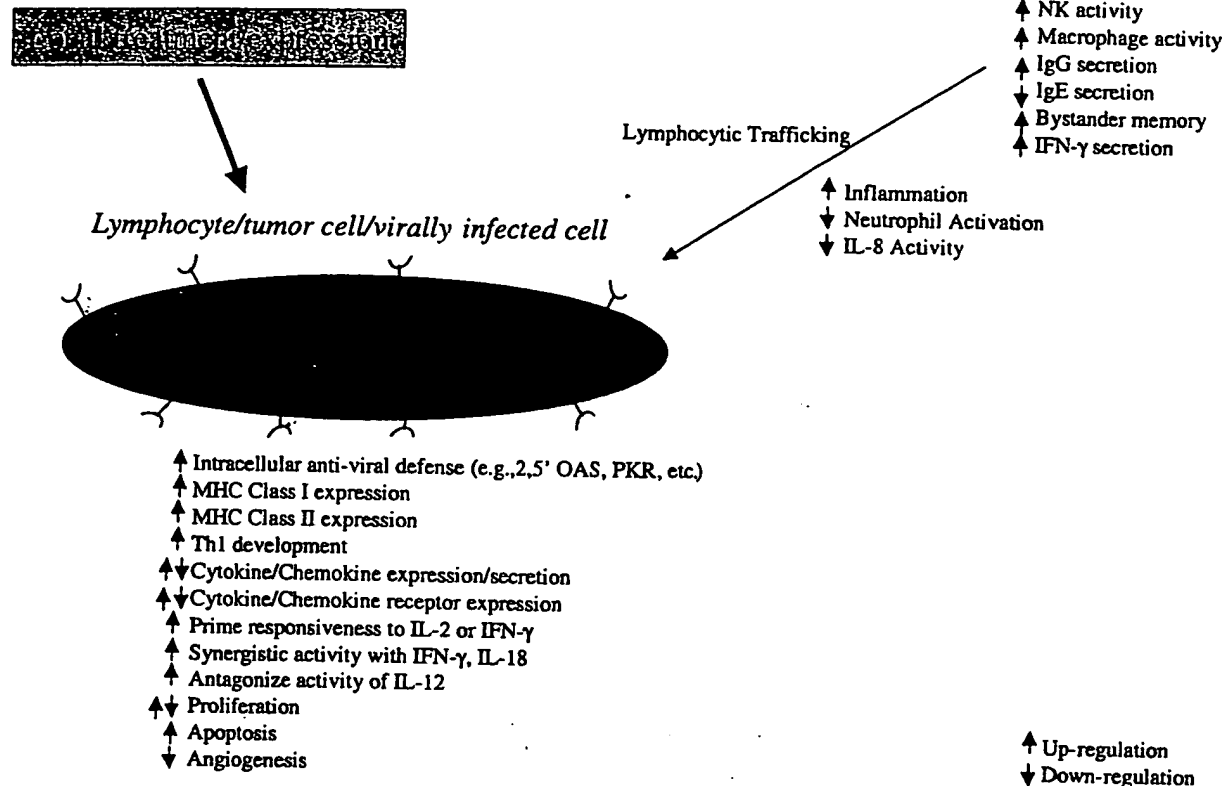 ↑ NK activity
↑ Macrophage activity
↑ IgG secretion
↓ IgE secretion
↑ Bystander memory
↑ IFN-γ secretion
Lymphocytic Trafficking
↑ Inflammation
↓ Neutrophil Activation
↓ IL-8 Activity
Lymphocyte/tumor cell/virally infected cell
↑ Intracellular anti-viral defense (e.g.,2,5' OAS, PKR, etc.)
↑ MHC Class I expression
↑ MHC Class II expression
↑ Th1 development
↑↓ Cytokine/Chemokine expression/secretion
↑↓ Cytokine/Chemokine receptor expression
↑ Prime responsiveness to IL-2 or IFN-γ
↑ Synergistic activity with IFN-γ, IL-18
↑ Antagonize activity of IL-12
↑↓ Proliferation
↑ Apoptosis
↓ Angiogenesis
↑ Up-regulation
↓ Down-regulation